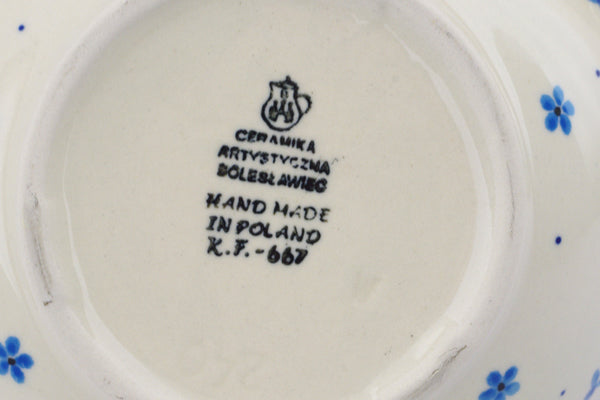 CERAMIKA
ARTYSTYCZNA
BOLESŁAWIEC
HAND MADE
IN POLAND
K.F.-667